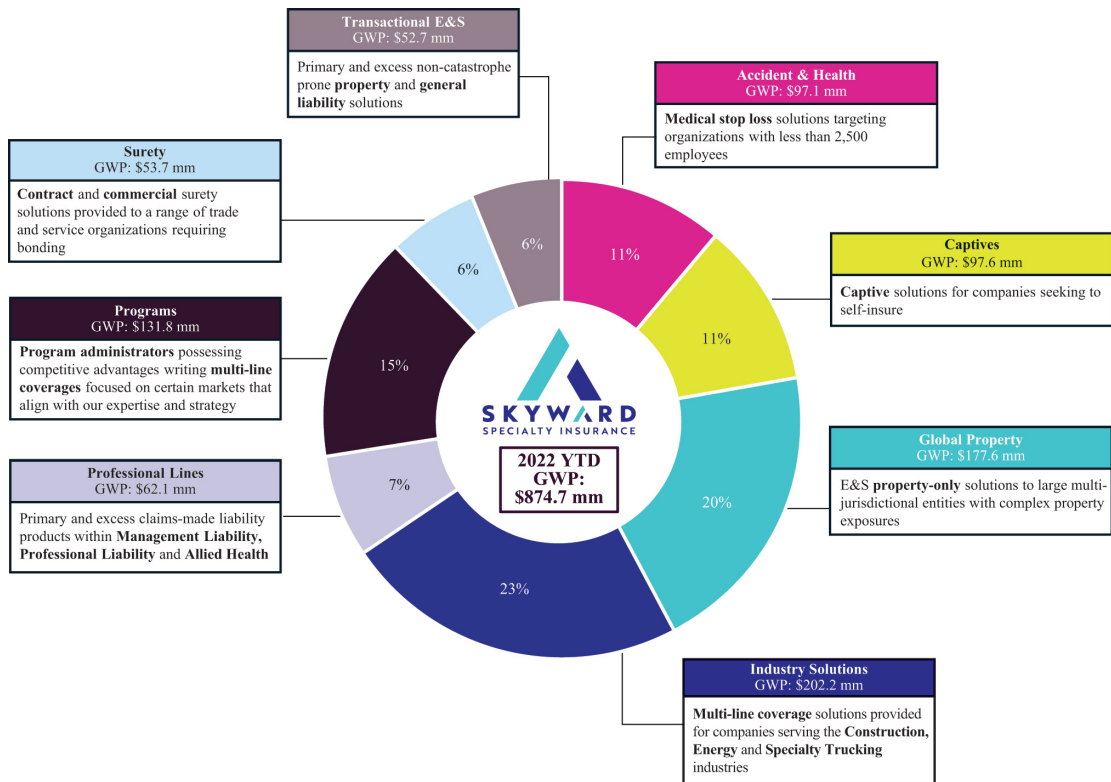 Transactional E&S
GWP: $52.7 mm
Primary and excess non-catastrophe
prone property and general
liability solutions
Accident & Health
GWP: $97.1 mm
Medical stop loss solutions targeting
organizations with less than 2,500
employees
Surety
GWP: $53.7 mm
Contract and commercial surety
solutions provided to a range of trade
and service organizations requiring
bonding
Captives
GWP: $97.6 mm
Captive solutions for companies seeking to
self-insure
Programs
GWP: $131.8 mm
Program administrators possessing
competitive advantages writing multi-line
coverages focused on certain markets that
align with our expertise and strategy
Global Property
GWP: $177.6 mm
E&S property-only solutions to large multi-
jurisdictional entities with complex property
exposures
Professional Lines
GWP: $62.1 mm
Primary and excess claims-made liability
products within Management Liability,
Professional Liability and Allied Health
Industry Solutions
GWP: $202.2 mm
Multi-line coverage solutions provided
for companies serving the Construction,
Energy and Specialty Trucking
industries
6%
11%
6%
11%
15%
20%
7%
23%
SKYWARD
SPECIALTY INSURANCE
2022 YTD
GWP:
$874.7 mm